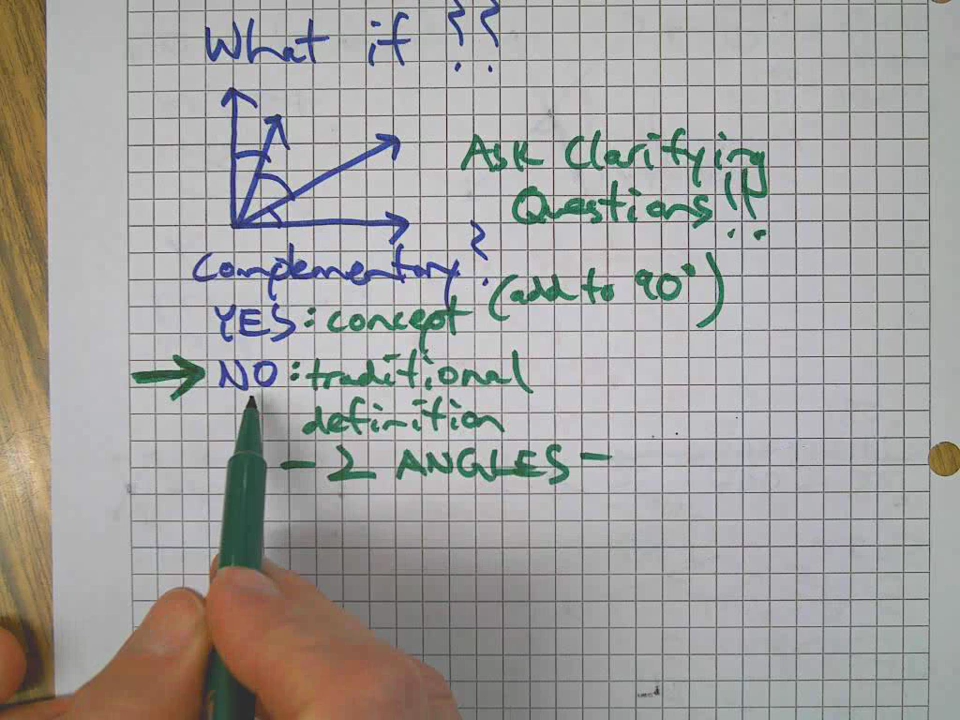 What if ??
Ask Clarifying
Questions!!
Complementary?
(add to 90°)
YES: concept
NO: traditional
definition
- 2 ANGLES -